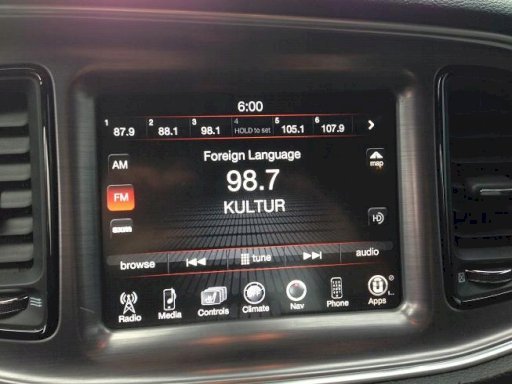 6:00
1 2 3 4 5 6
87.9 88.1 98.1 HOLD to set 105.1 107.9
AM
Foreign Language
map
FM
98.7
KULTUR
HD
browse tune audio
Radio Media Controls Climate Nav Phone Apps